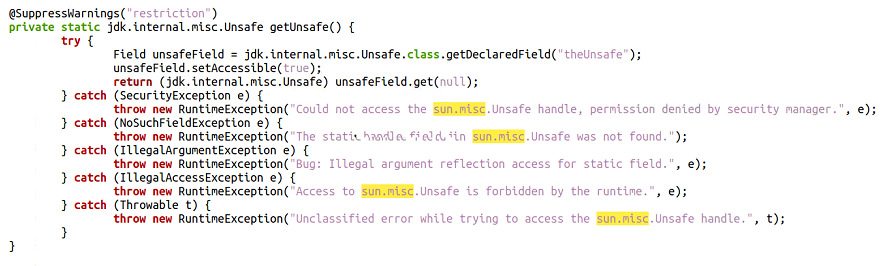 @SuppressWarnings("restriction")
private static jdk.internal.misc.Unsafe getUnsafe() {
try {
Field unsafeField = jdk.internal.misc.Unsafe.class.getDeclaredField("theUnsafe");
unsafeField.setAccessible(true);
return (jdk.internal.misc.Unsafe) unsafeField.get(null);
} catch (SecurityException e) {
throw new RuntimeException("Could not access the sun.misc.Unsafe handle, permission denied by security manager.", e);
} catch (NoSuchFieldException e) {
throw new RuntimeException("The static in sun.misc.Unsafe was not found.");
} catch (IllegalArgumentException e) {
throw new RuntimeException("Bug: Illegal argument reflection access for static field.", e);
} catch (IllegalAccessException e) {
throw new RuntimeException("Access to sun.misc.Unsafe is forbidden by the runtime.", e);
} catch (Throwable t) {
throw new RuntimeException("Unclassified error while trying to access the sun.misc.Unsafe handle.", t);
}
}